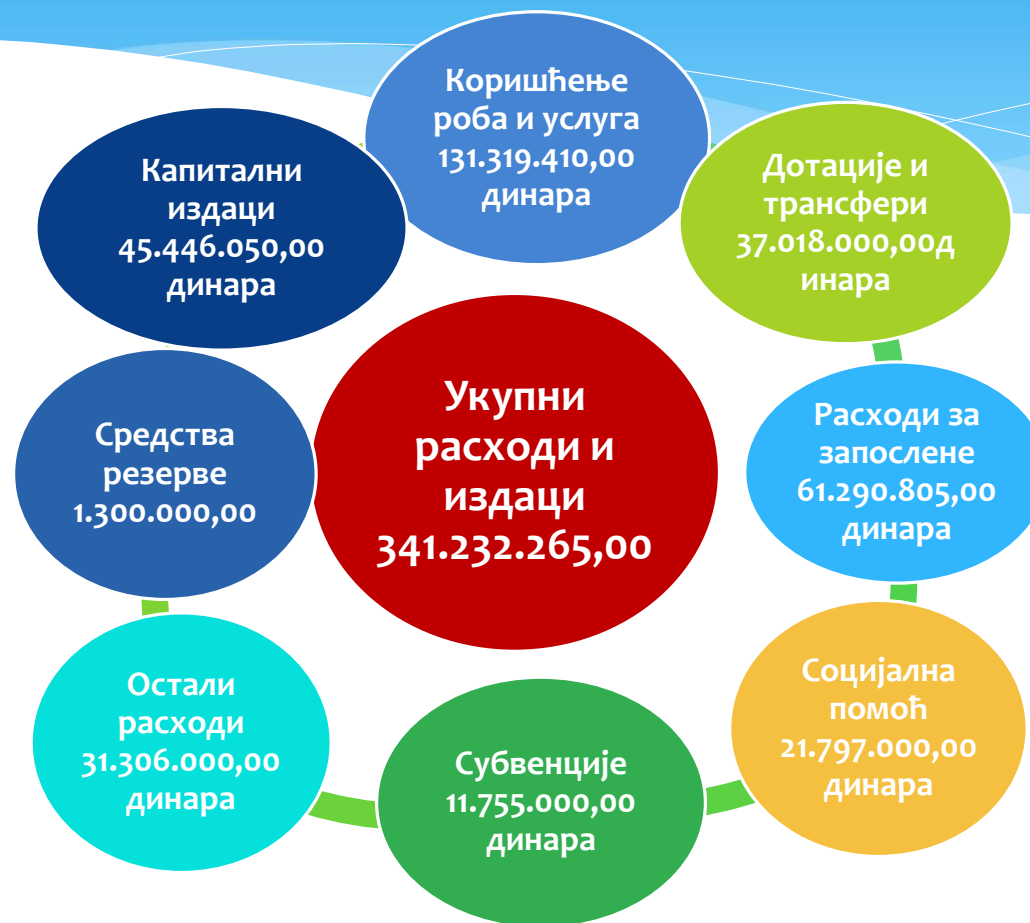 Коришћење
роба и услуга
131.319.410,00
динара
Дотације и
трансфери
37.018.000,00д
инара
Расходи за
запослене
61.290.805,00
динара
Социјална
помоћ
21.797.000,00
динара
Субвенције
11.755.000,00
динара
Остали
расходи
31.306.000,00
динара
Средства
резерве
1.300.000,00
Капитални
издаци
45.446.050,00
динара
Укупни
расходи и
издаци
341.232.265,00